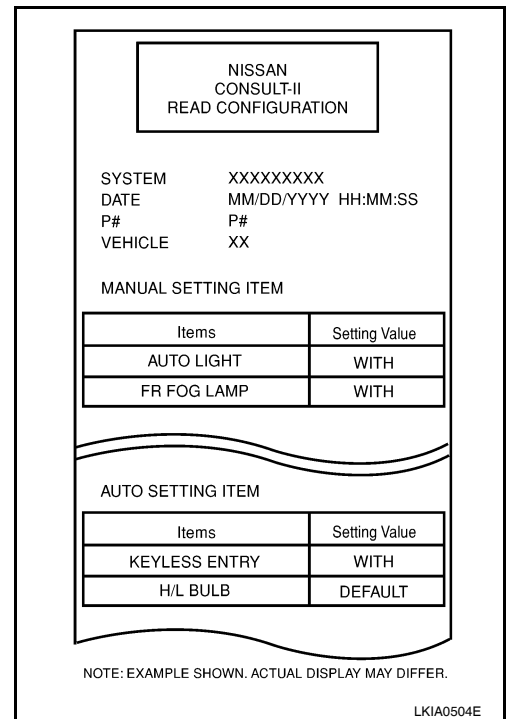 NISSAN
CONSULT-II
READ CONFIGURATION
SYSTEM XXXXXXXXX
DATE MM/DD/YYYY HH:MM:SS
P# P#
VEHICLE XX
MANUAL SETTING ITEM
Items Setting Value
AUTO LIGHT WITH
FR FOG LAMP WITH
AUTO SETTING ITEM
Items Setting Value
KEYLESS ENTRY WITH
H/L BULB DEFAULT
NOTE: EXAMPLE SHOWN. ACTUAL DISPLAY MAY DIFFER.
LKIA0504E